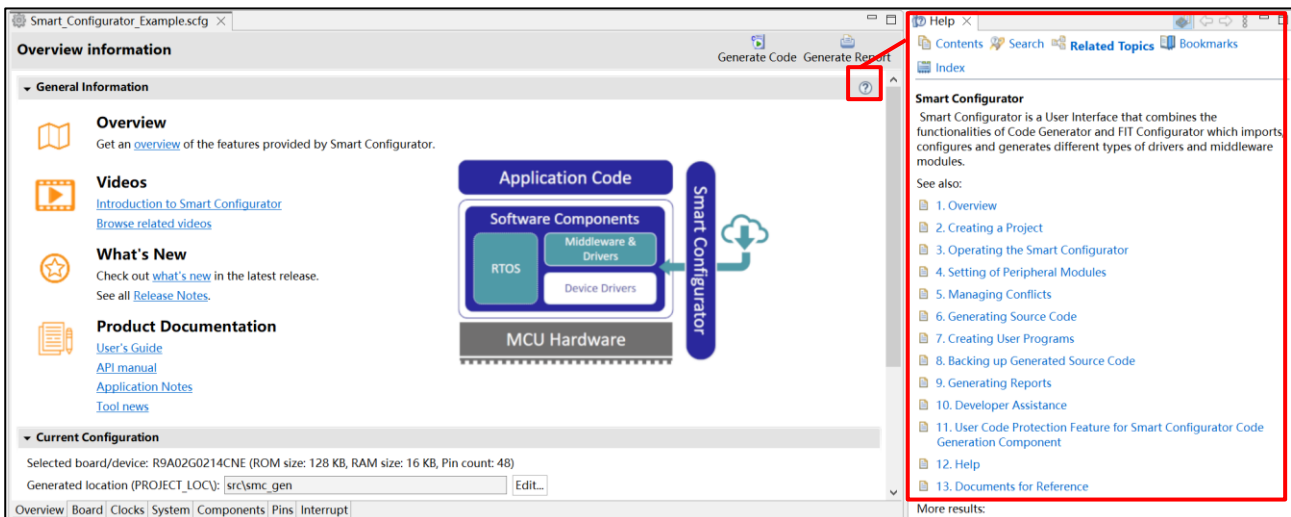 Smart_Configurator_Example.scfg
Overview information
Generate Code Generate Report
General Information
Overview
Get an overview of the features provided by Smart Configurator.
Videos
Introduction to Smart Configurator
Browse related videos
What's New
Check out what's new in the latest release.
See all Release Notes.
Product Documentation
User's Guide
API manual
Application Notes
Tool news
Application Code
Software Components
RTOS
Middleware &
Drivers
Device Drivers
MCU Hardware
Smart Configurator
Current Configuration
Selected board/device: R9A02G0214CNE (ROM size: 128 KB, RAM size: 16 KB, Pin count: 48)
Generated location (PROJECT_LOC\): src\smc_gen Edit...
Overview Board Clocks System Components Pins Interrupt
Help
Contents Search Related Topics Bookmarks
Index
Smart Configurator
Smart Configurator is a User Interface that combines the
functionalities of Code Generator and FIT Configurator which imports,
configures and generates different types of drivers and middleware
modules.
See also:
1. Overview
2. Creating a Project
3. Operating the Smart Configurator
4. Setting of Peripheral Modules
5. Managing Conflicts
6. Generating Source Code
7. Creating User Programs
8. Backing up Generated Source Code
9. Generating Reports
10. Developer Assistance
11. User Code Protection Feature for Smart Configurator Code
Generation Component
12. Help
13. Documents for Reference
More results: